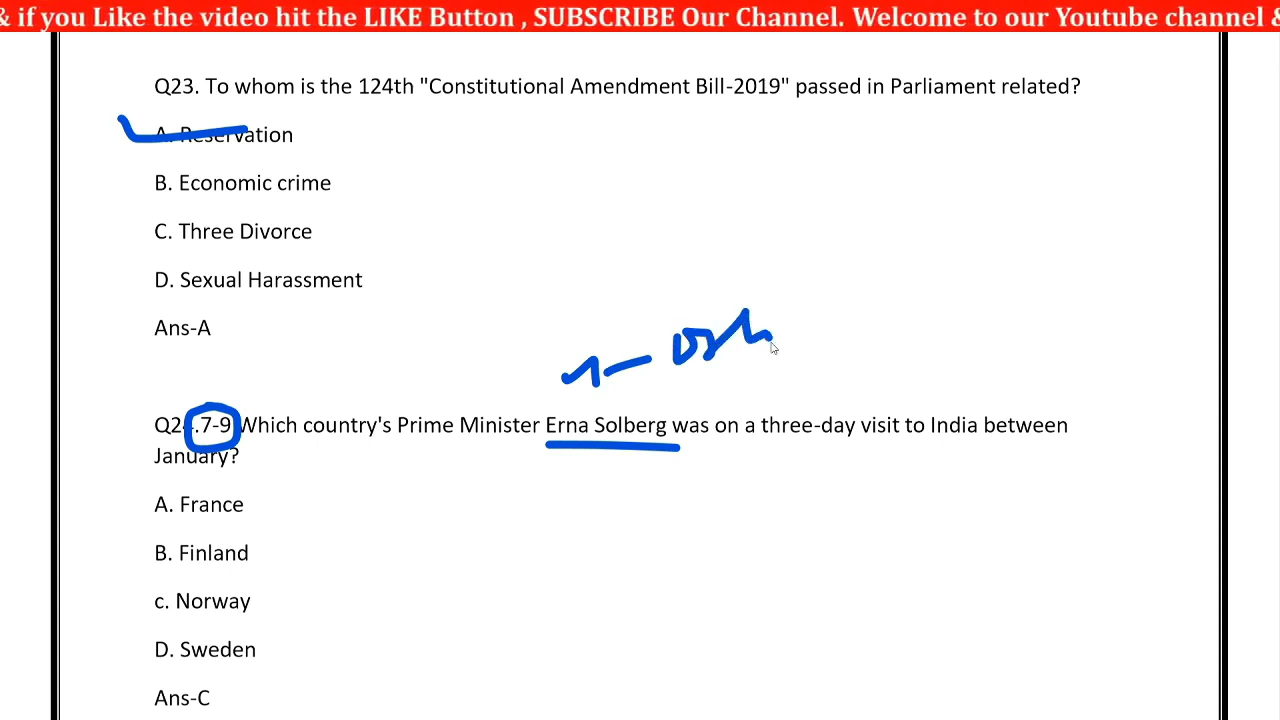 & if you Like the video hit the LIKE Button , SUBSCRIBE Our Channel. Welcome to our Youtube channel &
Q23. To whom is the 124th "Constitutional Amendment Bill-2019" passed in Parliament related?
A. Reservation
B. Economic crime
C. Three Divorce
D. Sexual Harassment
Ans-A
Q24.7-9 Which country's Prime Minister Erna Solberg was on a three-day visit to India between
January?
A. France
B. Finland
c. Norway
D. Sweden
Ans-C